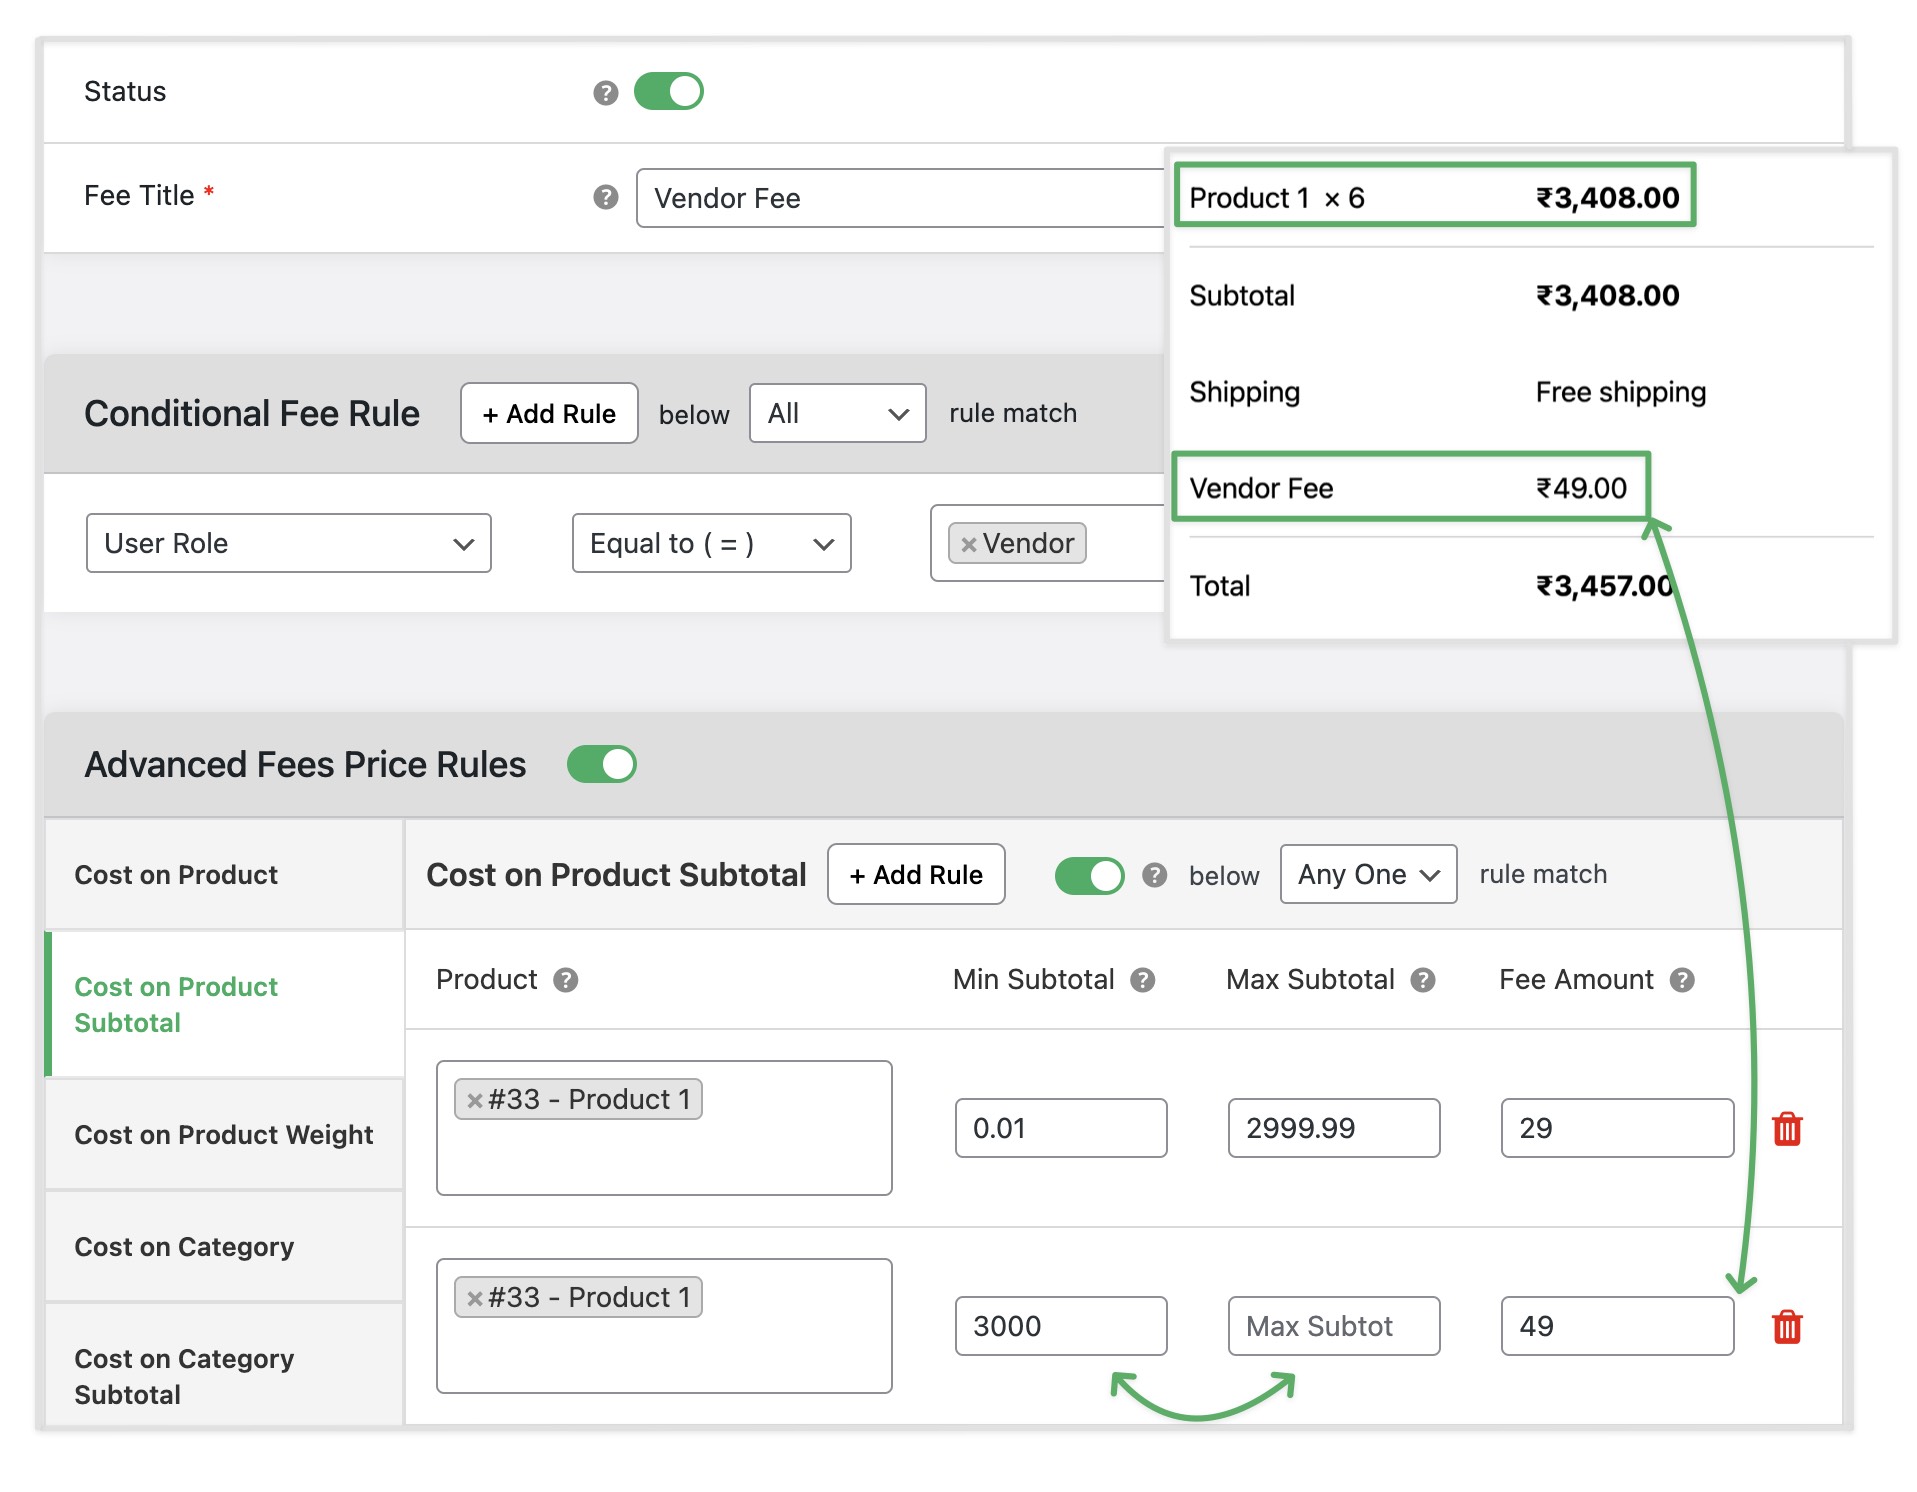 Status
Fee Title *
Vendor Fee
Product 1 × 6 ₹3,408.00
Subtotal ₹3,408.00
Shipping Free shipping
Vendor Fee ₹49.00
Total ₹3,457.00
Conditional Fee Rule + Add Rule below All rule match
User Role Equal to ( = ) × Vendor
Advanced Fees Price Rules
Cost on Product
Cost on Product
Subtotal
Cost on Product Weight
Cost on Category
Cost on Category
Subtotal
Cost on Product Subtotal + Add Rule ? below Any One rule match
Product ? Min Subtotal ? Max Subtotal ? Fee Amount ?
×#33 - Product 1 0.01 2999.99 29
×#33 - Product 1 3000 Max Subtot 49